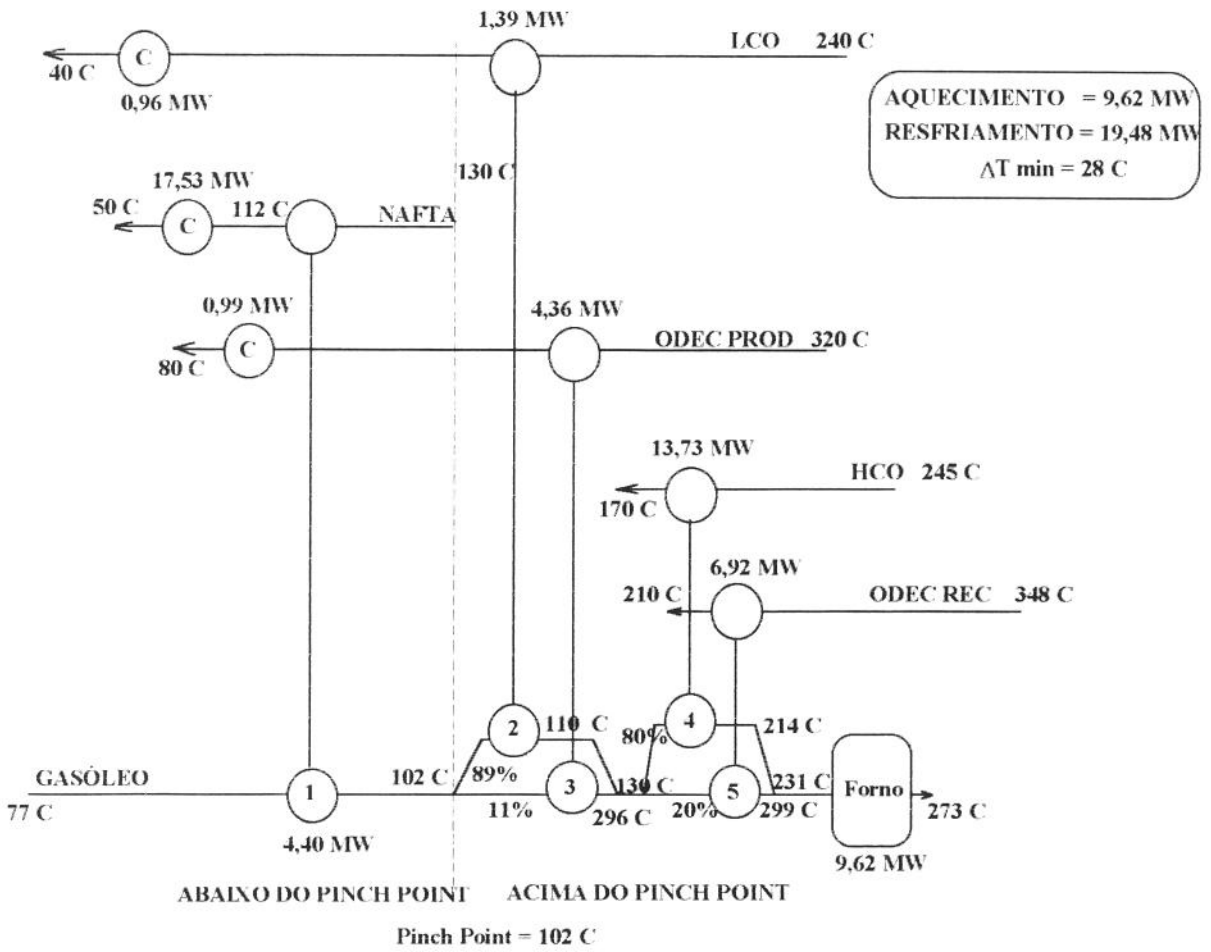 1,39 MW
LCO 240 C
40 C
C
0,96 MW
AQUECIMENTO = 9,62 MW
RESFRIAMENTO = 19,48 MW
ΔT min = 28 C
130 C
17,53 MW
50 C
C
112 C
NAFTA
0,99 MW
4,36 MW
80 C
C
ODEC PROD 320 C
13,73 MW
HCO 245 C
170 C
6,92 MW
210 C
ODEC REC 348 C
2
110 C
4
80%
214 C
GASÓLEO
102 C
89%
130 C
231 C
77 C
1
11%
3
296 C
20%
5
299 C
Forno
273 C
4,40 MW
9,62 MW
ABAIXO DO PINCH POINT
ACIMA DO PINCH POINT
Pinch Point = 102 C